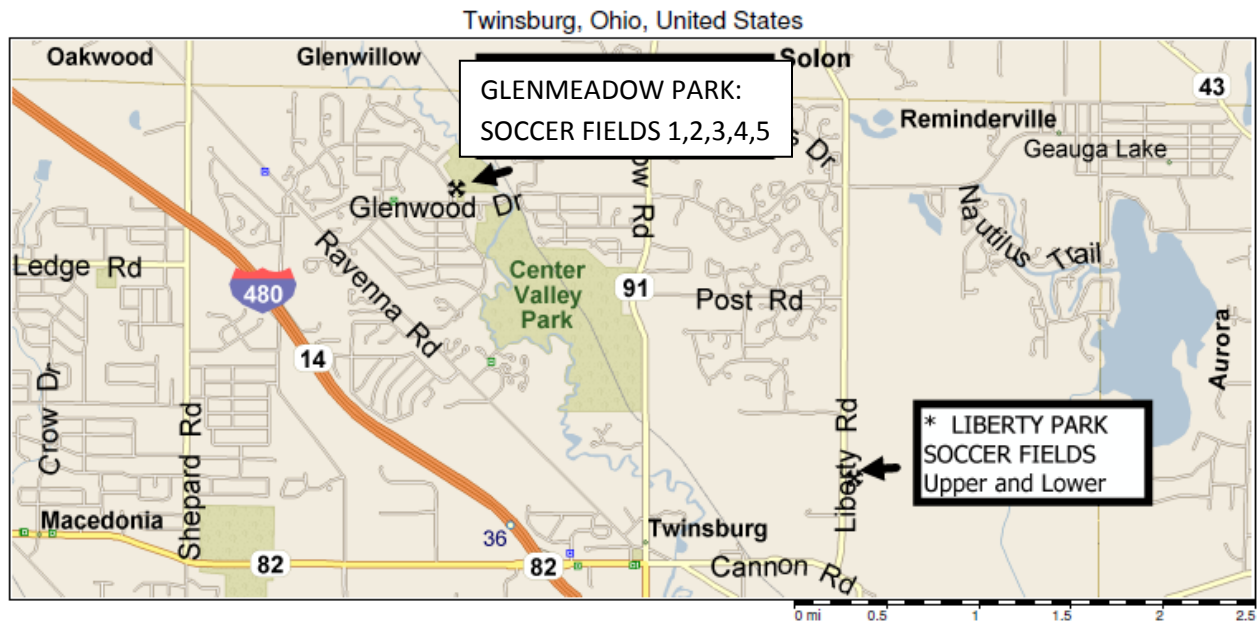 Twinsburg, Ohio, United States
Oakwood
Glenwillow
Solon
43
GLENMEADOW PARK:
SOCCER FIELDS 1,2,3,4,5
Reminderville
Geauga Lake
Glenwood Dr
Dr
Rd
Nautilus Trail
Ledge Rd
480
Ravenna Rd
Center
Valley
Park
91
Post Rd
14
Aurora
Crow Dr
Shepard Rd
Liberty Rd
* LIBERTY PARK
SOCCER FIELDS
Upper and Lower
Macedonia
36
Twinsburg
82
82
Cannon Rd
0 mi 0.5 1 1.5 2 2.5